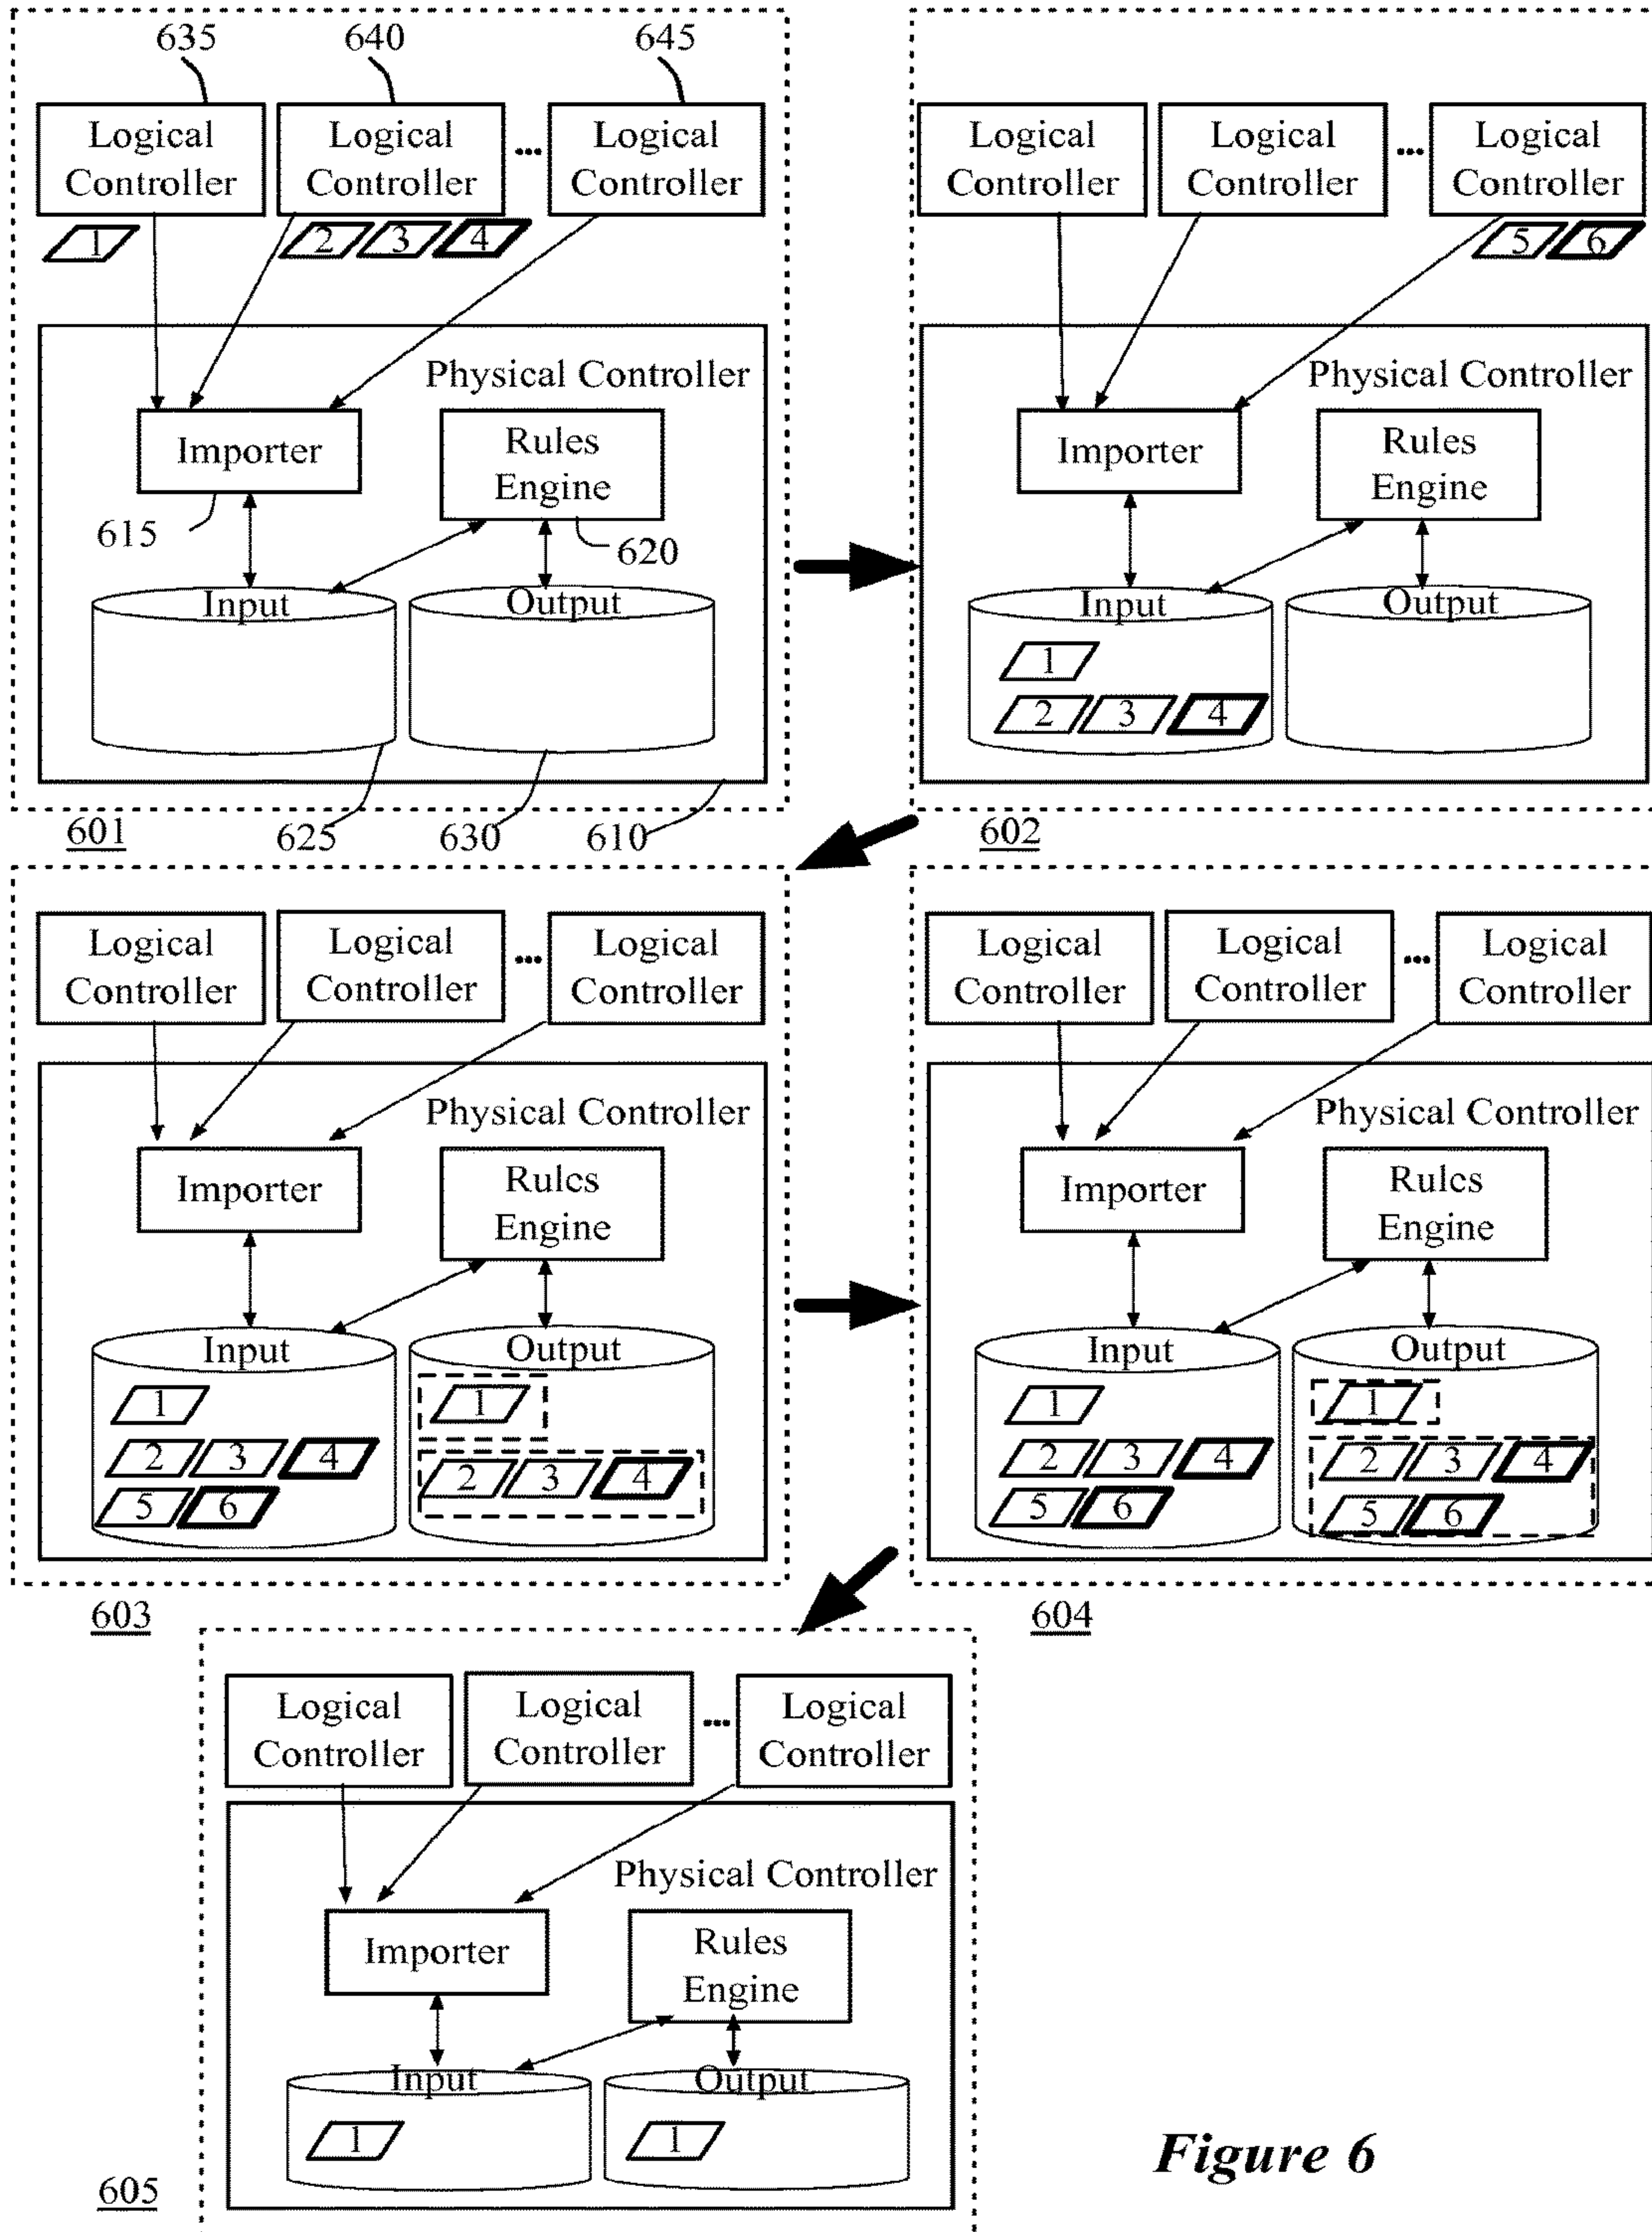 635 640 645
Logical Controller Logical Controller ... Logical Controller
1 2 3 4
Physical Controller
Importer
Rules Engine
615 620
Input Output
601 625 630 610
Logical Controller Logical Controller ... Logical Controller
5 6
Physical Controller
Importer
Rules Engine
Input Output
1
2 3 4
602
Logical Controller Logical Controller ... Logical Controller
Physical Controller
Importer
Rules Engine
Input Output
1 1
2 3 4 2 3 4
5 6
603
Logical Controller Logical Controller ... Logical Controller
Physical Controller
Importer
Rules Engine
Input Output
1 1
2 3 4 2 3 4
5 6 5 6
604
Logical Controller Logical Controller ... Logical Controller
Physical Controller
Importer
Rules Engine
Input Output
1 1
605
Figure 6